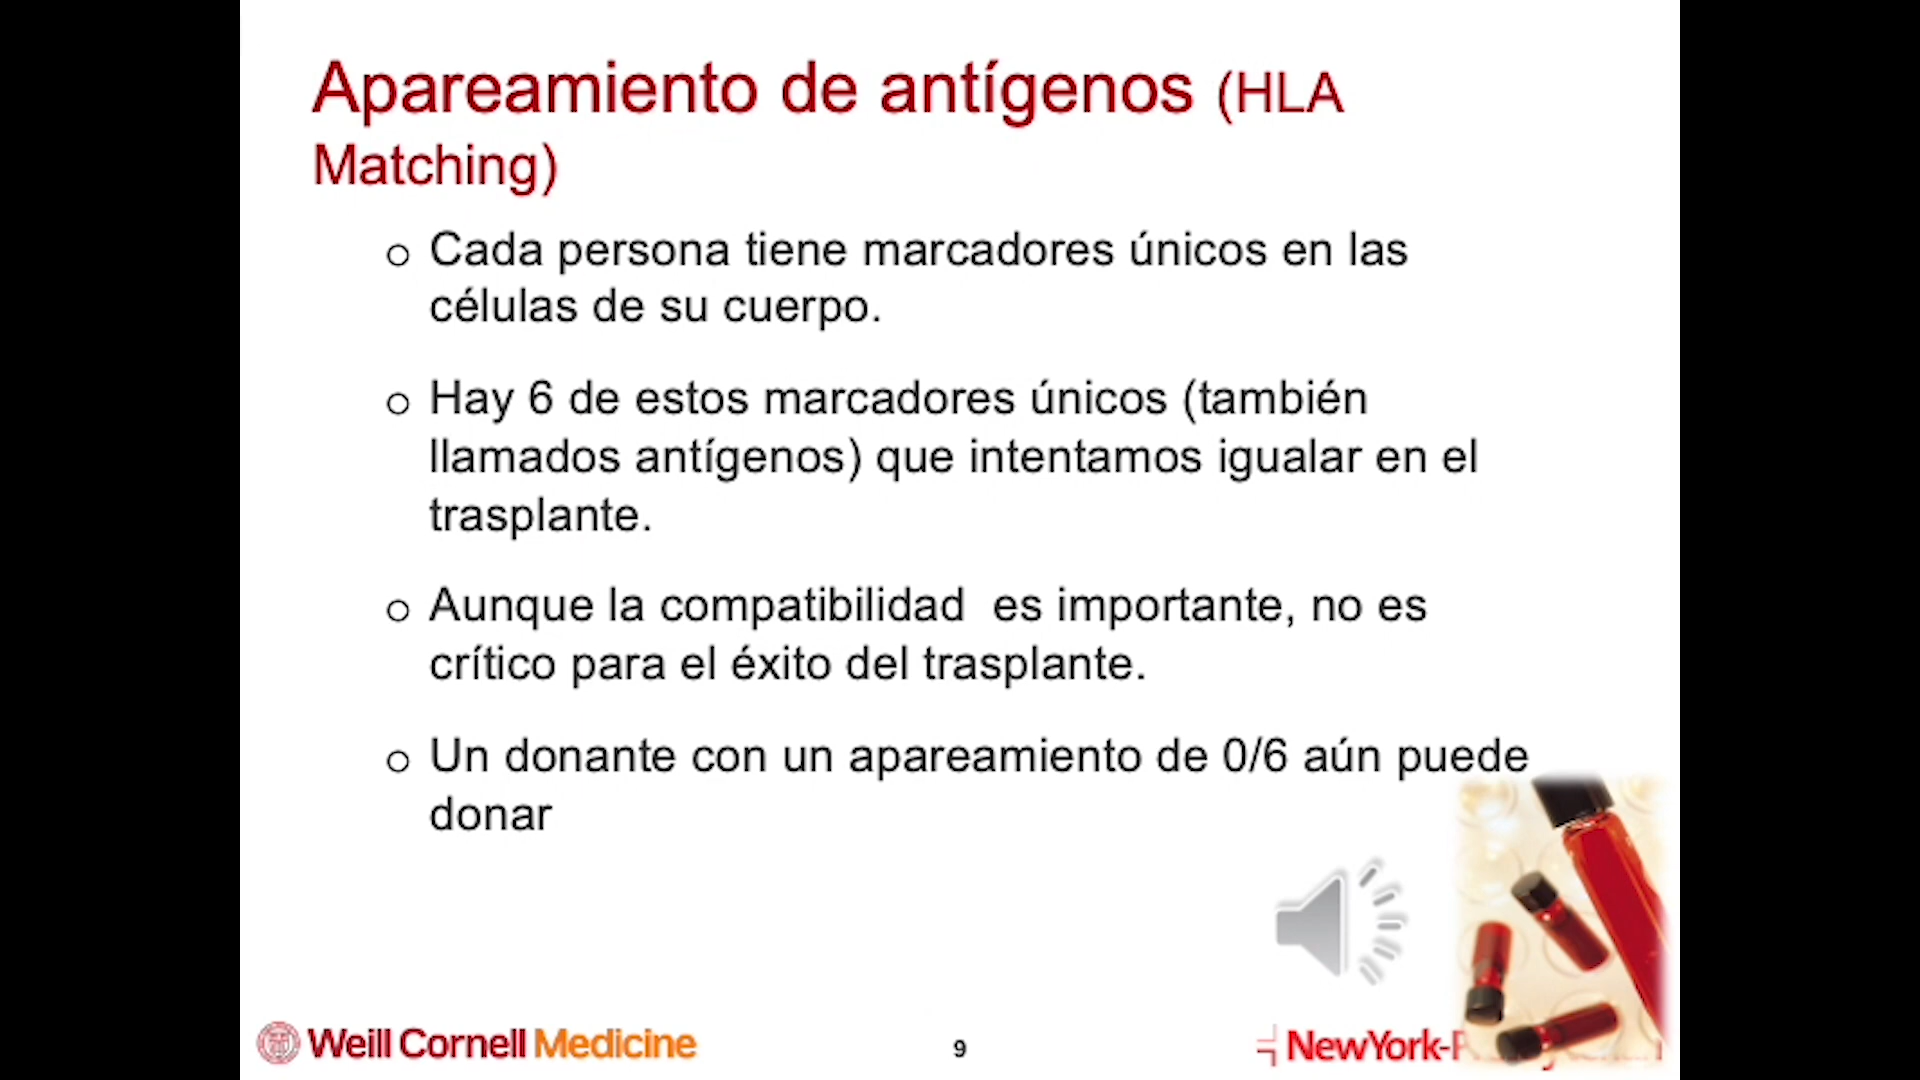 Apareamiento de antígenos (HLA
Matching)
o Cada persona tiene marcadores únicos en las
células de su cuerpo.
o Hay 6 de estos marcadores únicos (también
llamados antígenos) que intentamos igualar en el
trasplante.
o Aunque la compatibilidad  es importante, no es
crítico para el éxito del trasplante.
o Un donante con un apareamiento de 0/6 aún puede
donar
Weill Cornell Medicine
9
NewYork-